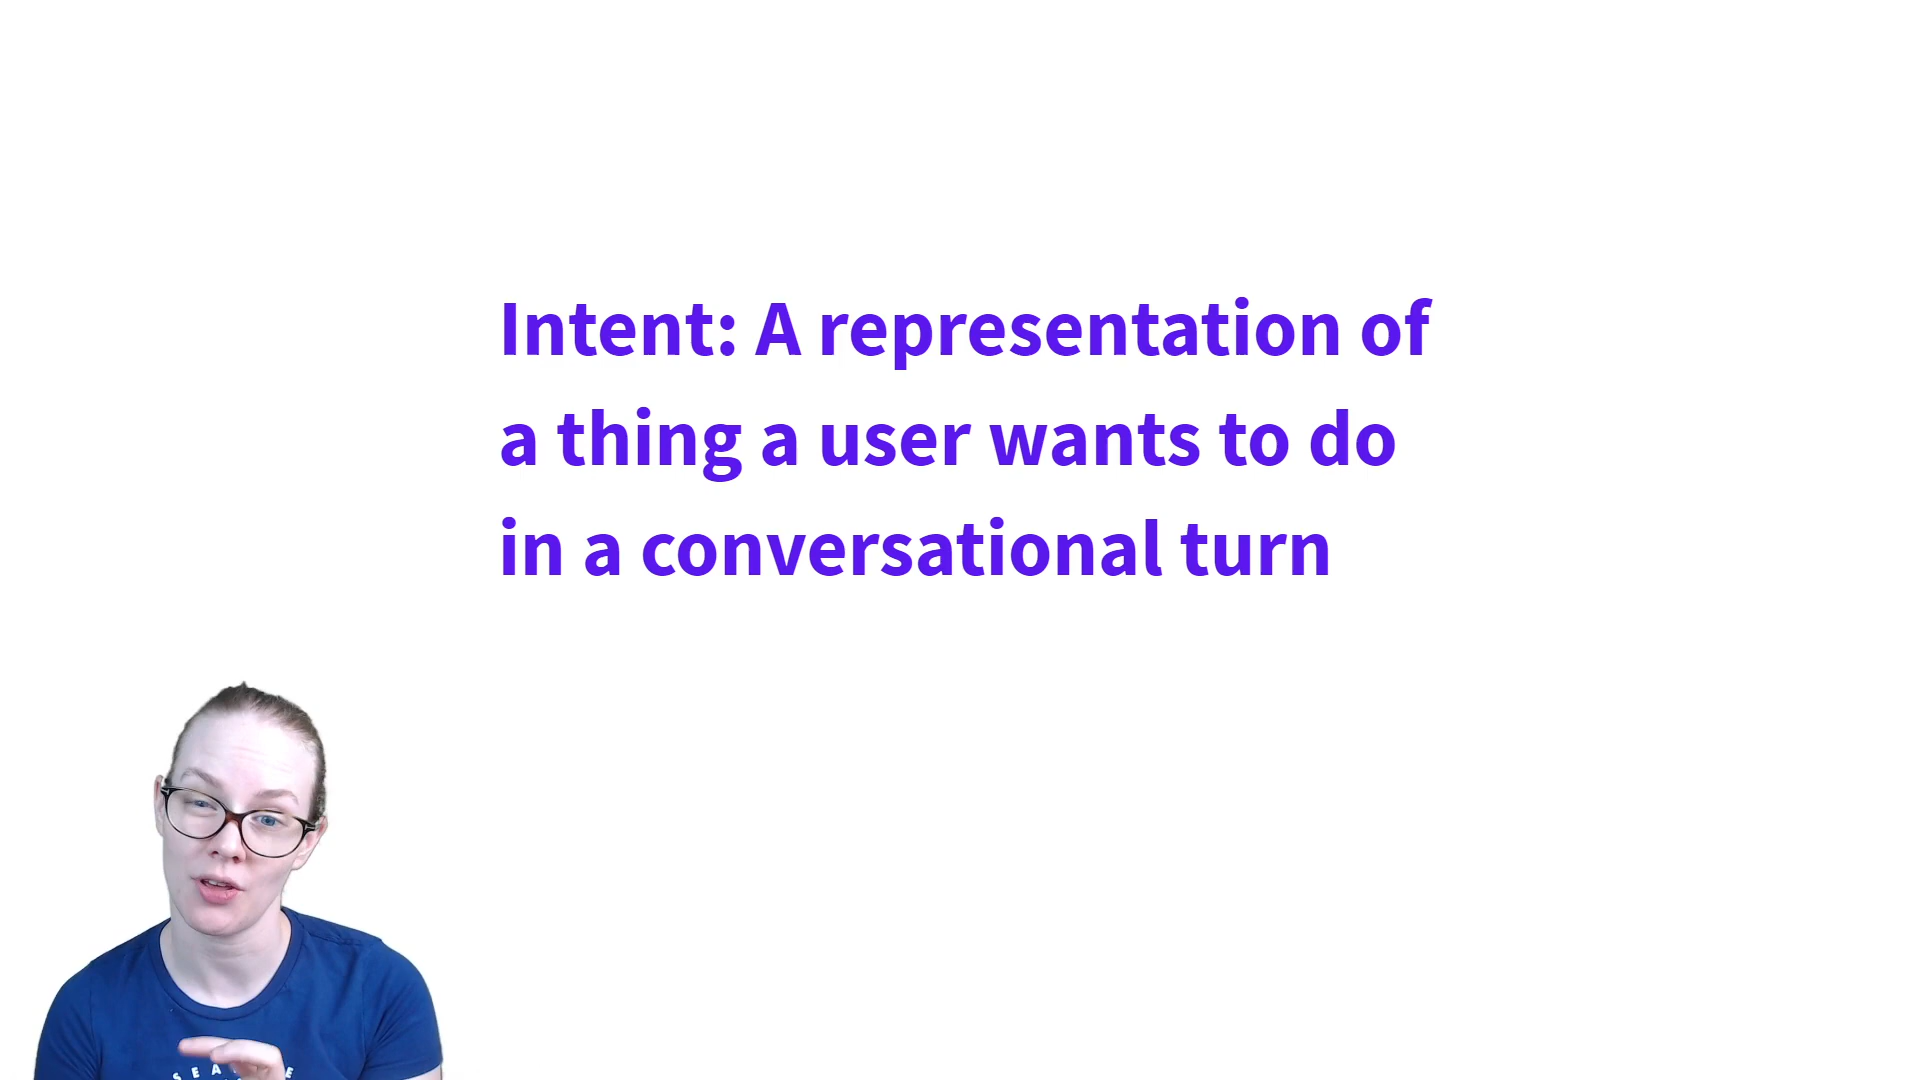 Intent: A representation of
a thing a user wants to do
in a conversational turn